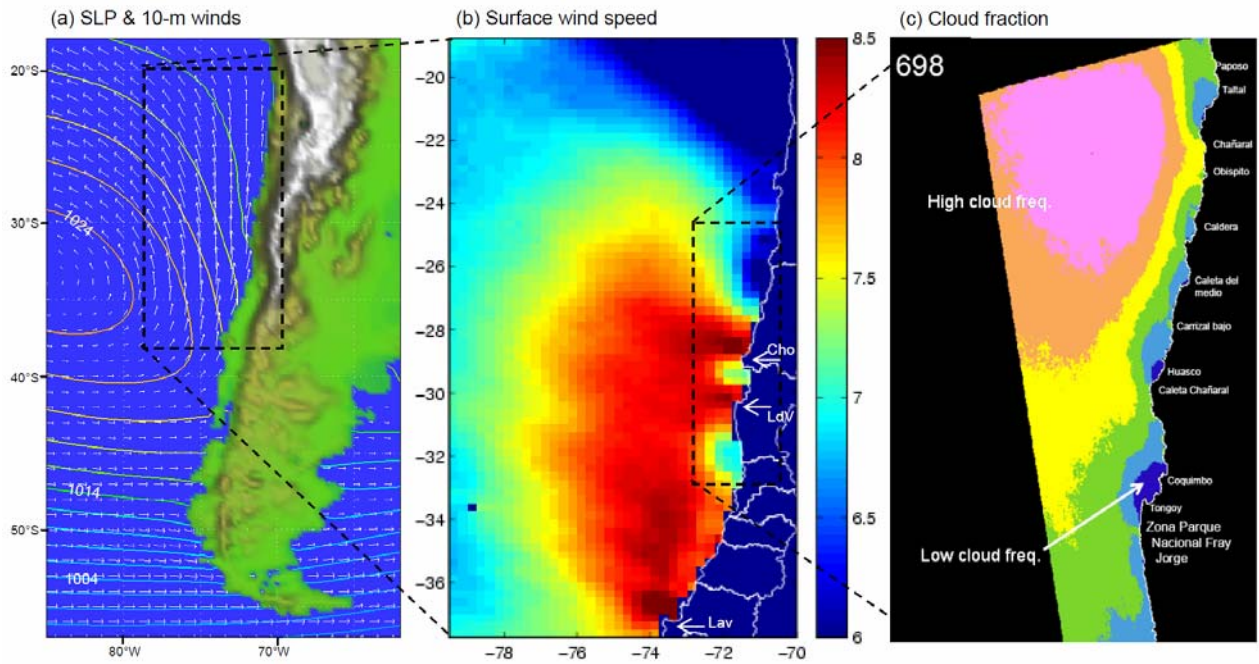 (a) SLP & 10-m winds
(b) Surface wind speed
(c) Cloud fraction
20°S
30°S
40°S
50°S
80°W
70°W
1024
1014
1004
−20
−22
−24
−26
−28
−30
−32
−34
−36
−78
−76
−74
−72
−70
Cho
LdV
Lav
8.5
8
7.5
7
6.5
6
698
High cloud freq.
Low cloud freq.
Paposo
Taltal
Chañaral
Obispito
Caldera
Caleta del
medio
Carrizal bajo
Huasco
Caleta Chañaral
Coquimbo
Tongoy
Zona Parque
Nacional Fray
Jorge